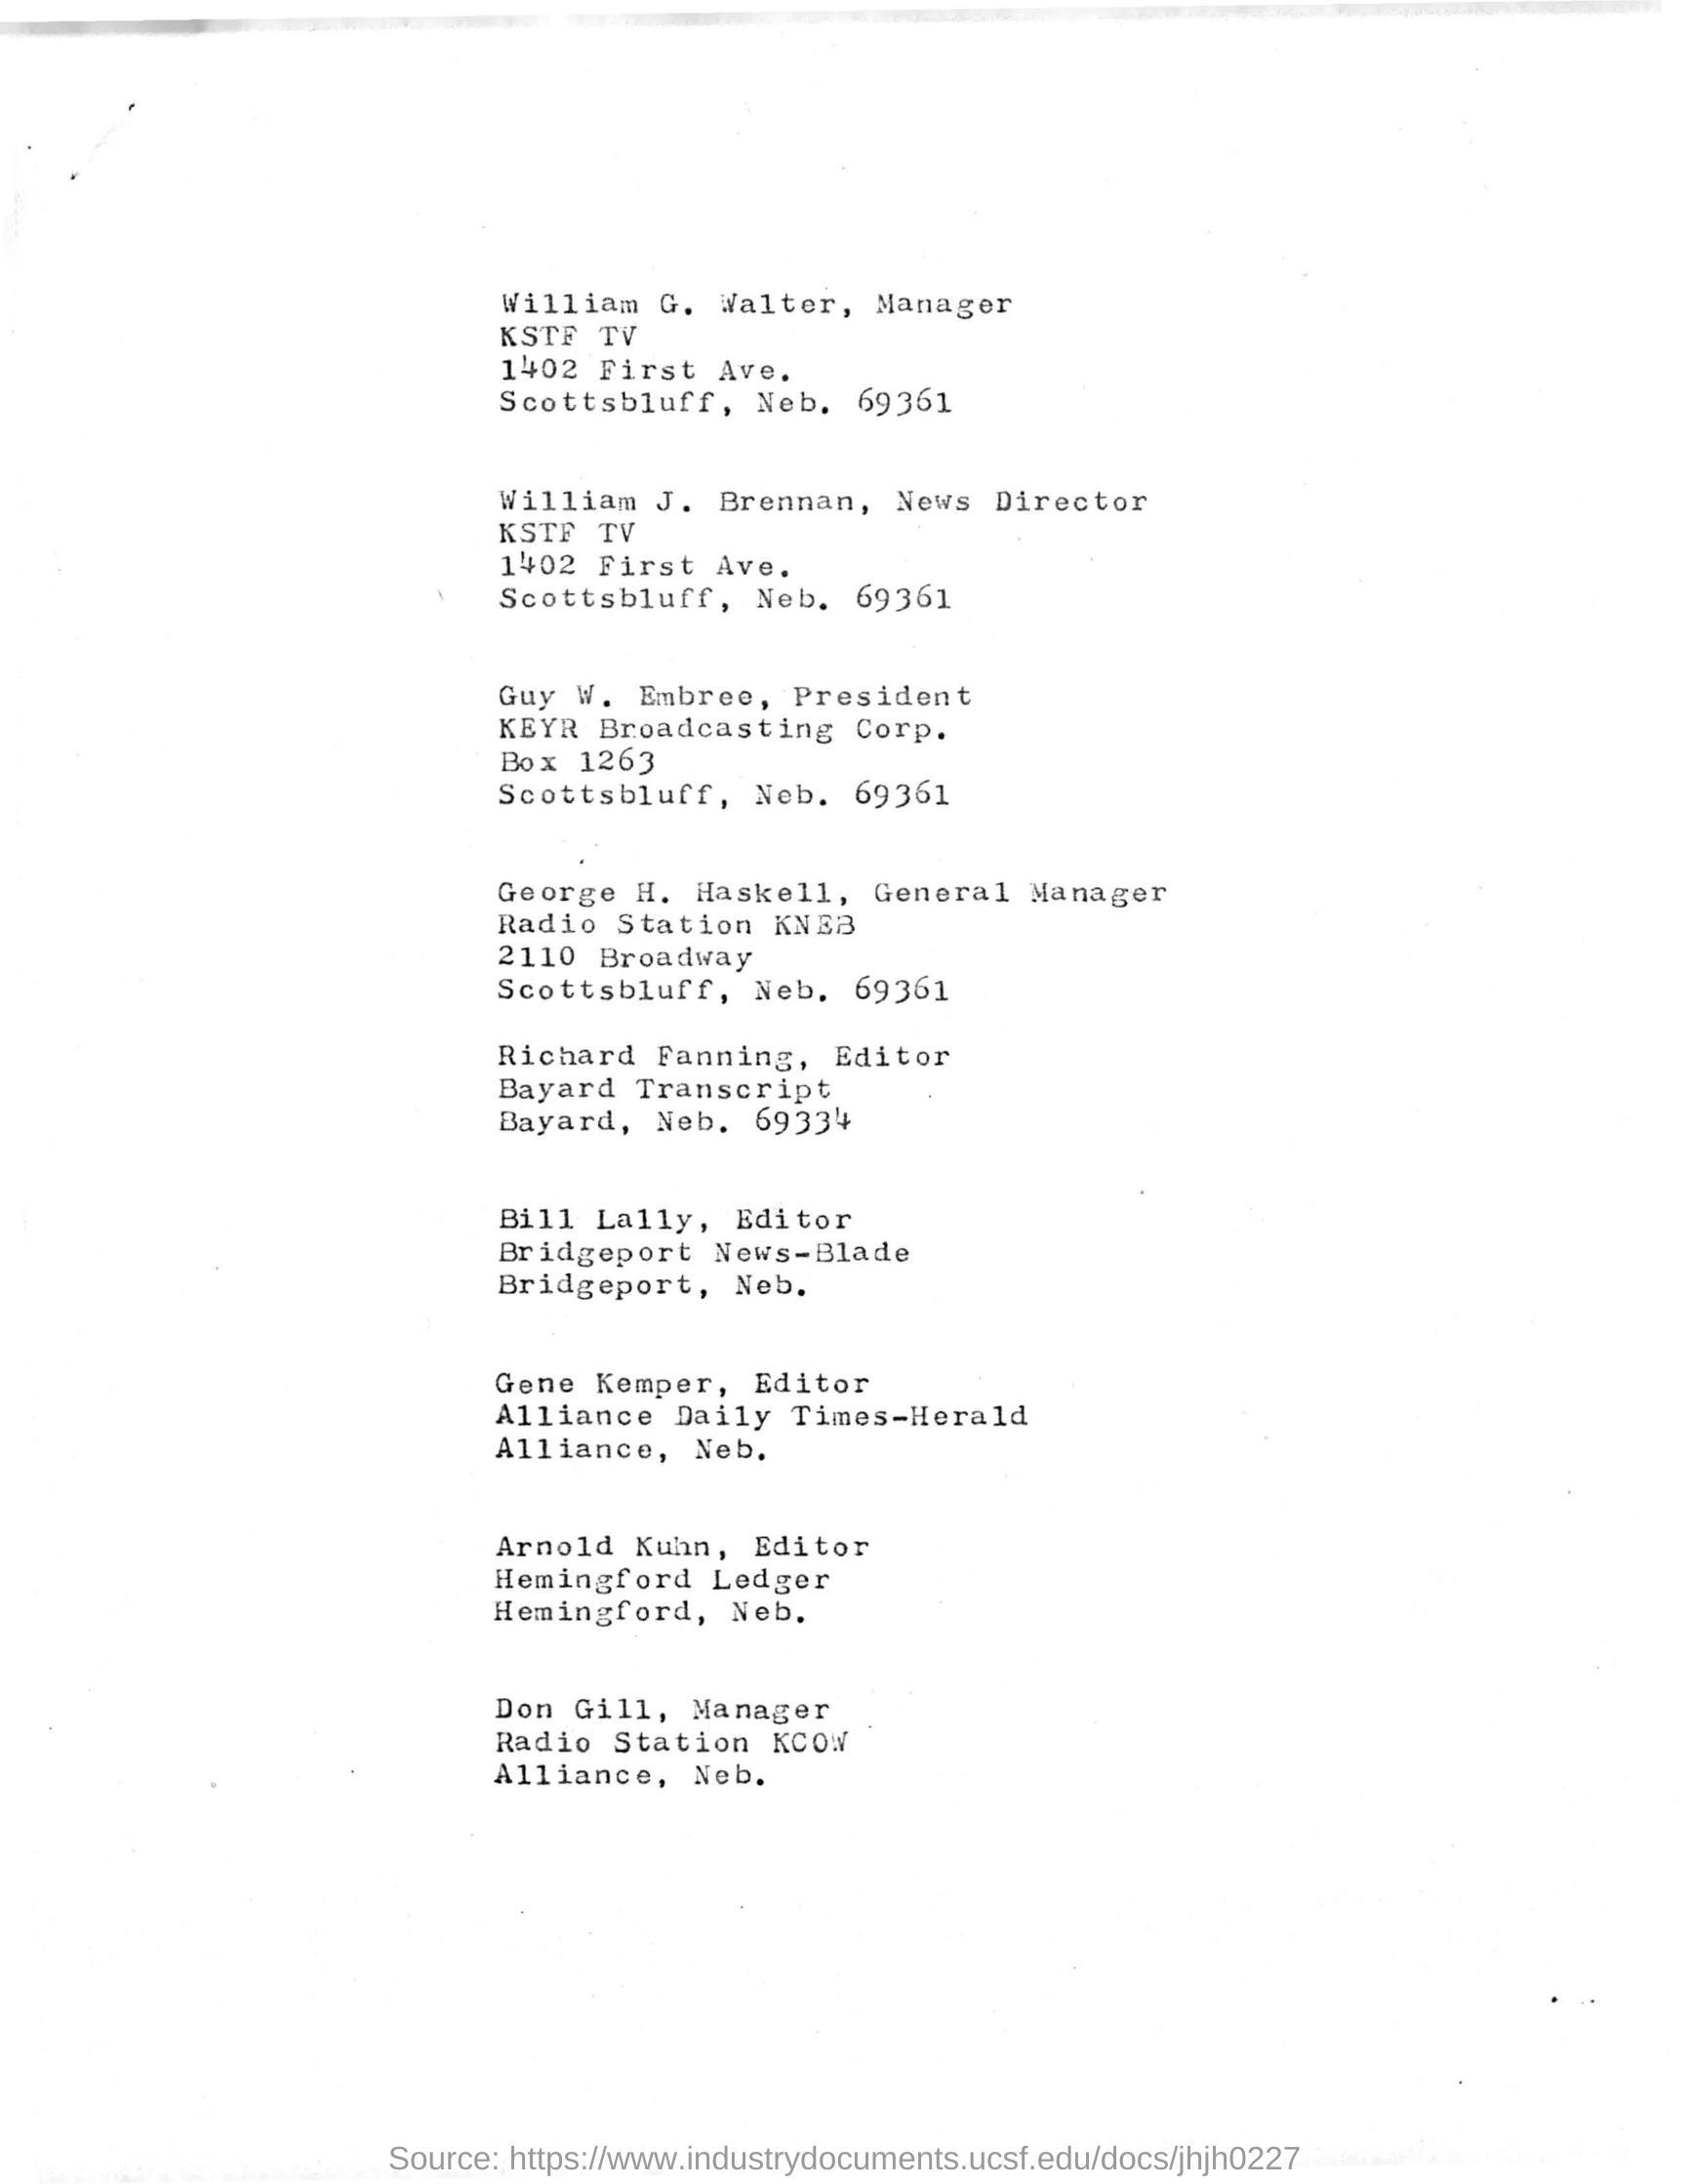 William G. Walter, Manager
KSTF TV
1402 First Ave.
Scottsbluff, Neb. 69361
William J. Brennan, News Director
KSTF TV
1402 First Ave.
Scottsbluff, Neb. 69361
Guy W. Embree, President
KEYR Broadcasting Corp.
Box 1263
Scottsbluff, Neb. 69361
George H. Haskell, General Manager
Radio Station KNEB
2110 Broadway
Scottsbluff, Neb. 69361
Richard Fanning, Editor
Bayard Transcript
Bayard, Neb. 69334
Bill Lally, Editor
Bridgeport News-Blade
Bridgeport, Neb.
Gene Kemper, Editor
Alliance Daily Times-Herald
Alliance, Neb.
Arnold Kuhn, Editor
Hemingford Ledger
Hemingford, Neb.
Don Gill, Manager
Radio Station KCOW
Alliance, Neb.
Source: https://www.industrydocuments.ucsf.edu/docs/jhjh0227